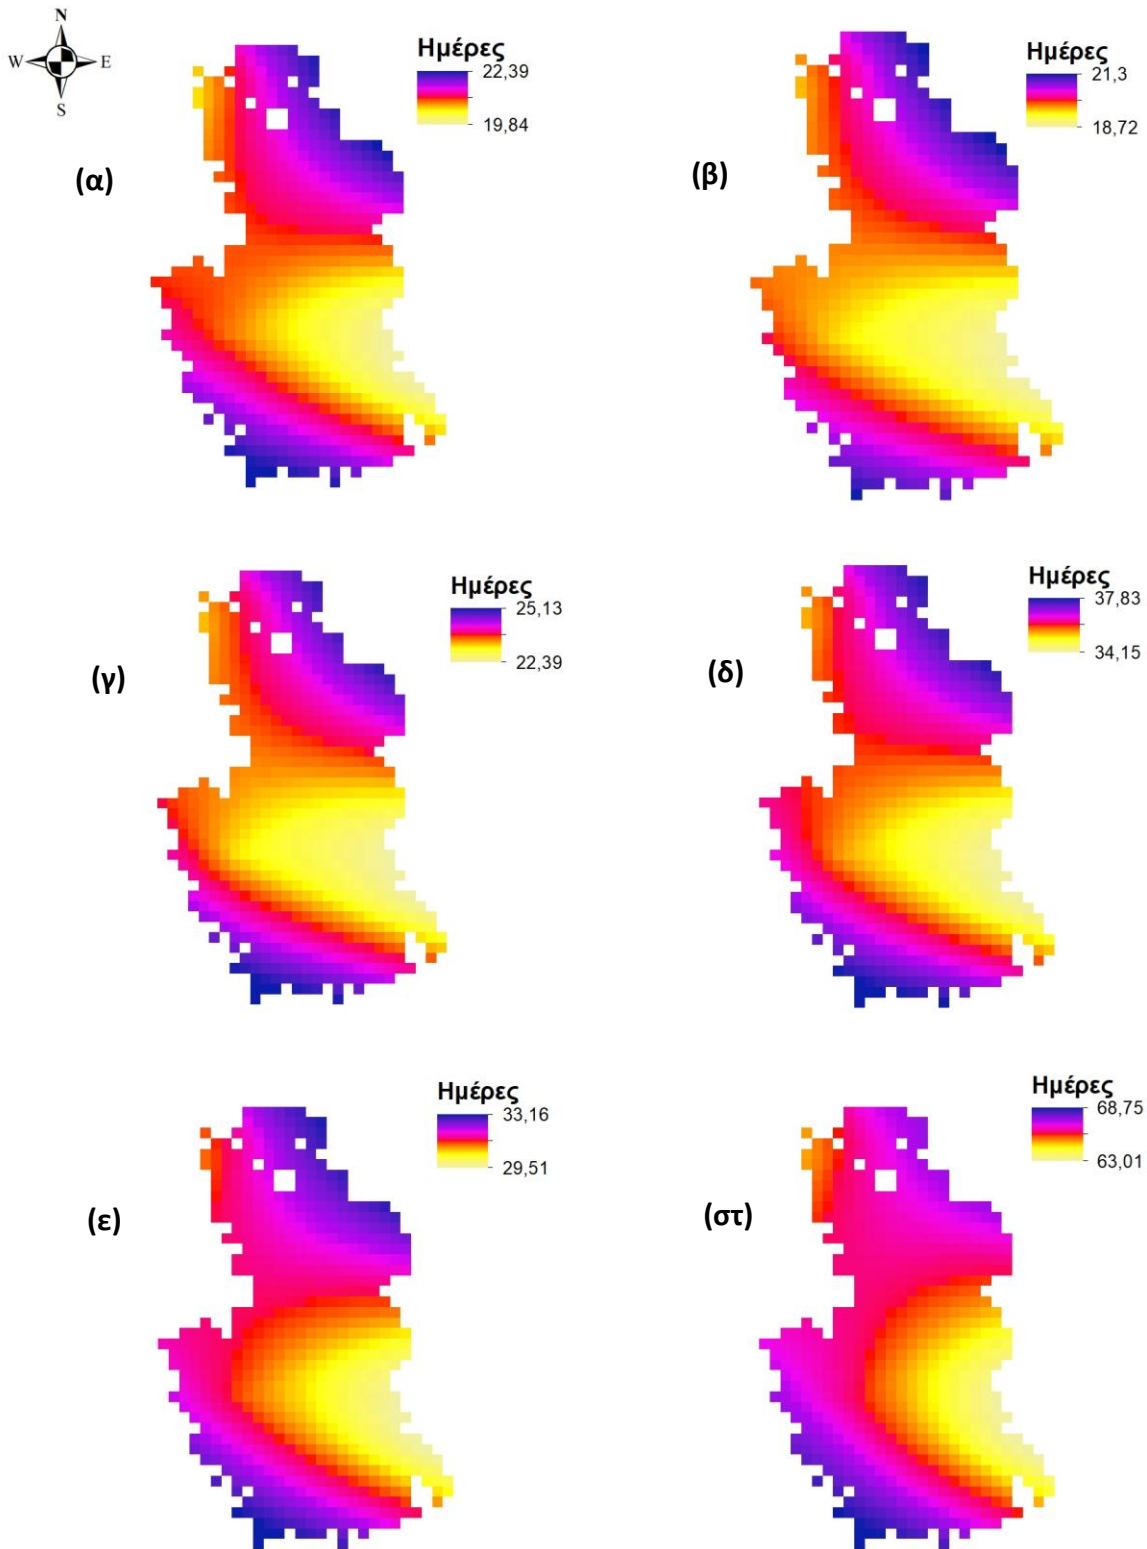 N
W E
S
Ημέρες
22,39
19,84
(α)
Ημέρες
21,3
18,72
(β)
Ημέρες
25,13
22,39
(γ)
Ημέρες
37,83
34,15
(δ)
Ημέρες
33,16
29,51
(ε)
Ημέρες
68,75
63,01
(στ)